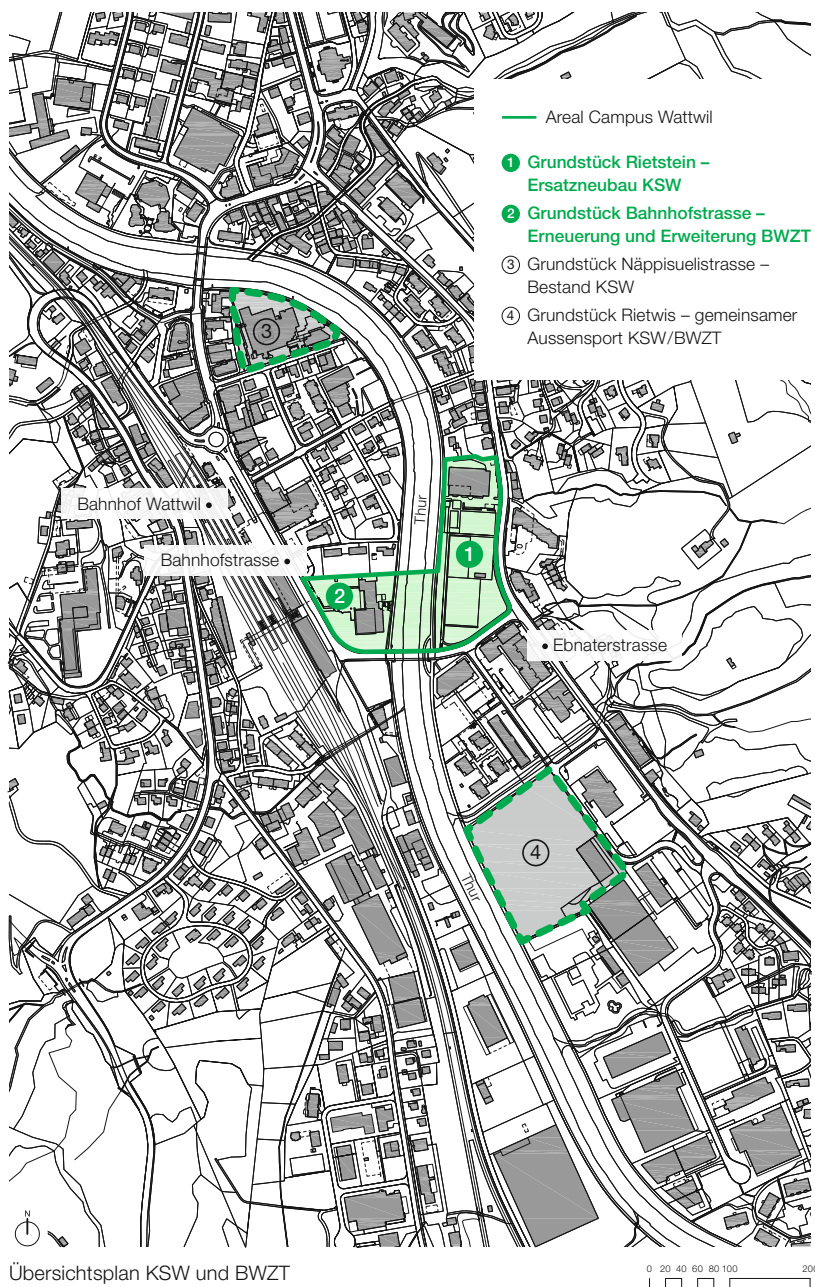 Areal Campus Wattwil
1 Grundstück Rietstein –
Ersatzneubau KSW
2 Grundstück Bahnhofstrasse –
Erneuerung und Erweiterung BWZT
3 Grundstück Näppisuelistrasse –
Bestand KSW
4 Grundstück Rietwis – gemeinsamer
Aussensport KSW/BWZT
3
Bahnhof Wattwil •
Thur
Bahnhofstrasse •
1
2
• Ebnaterstrasse
4
Thur
N
Übersichtsplan KSW und BWZT
0 20 40 60 80 100 200